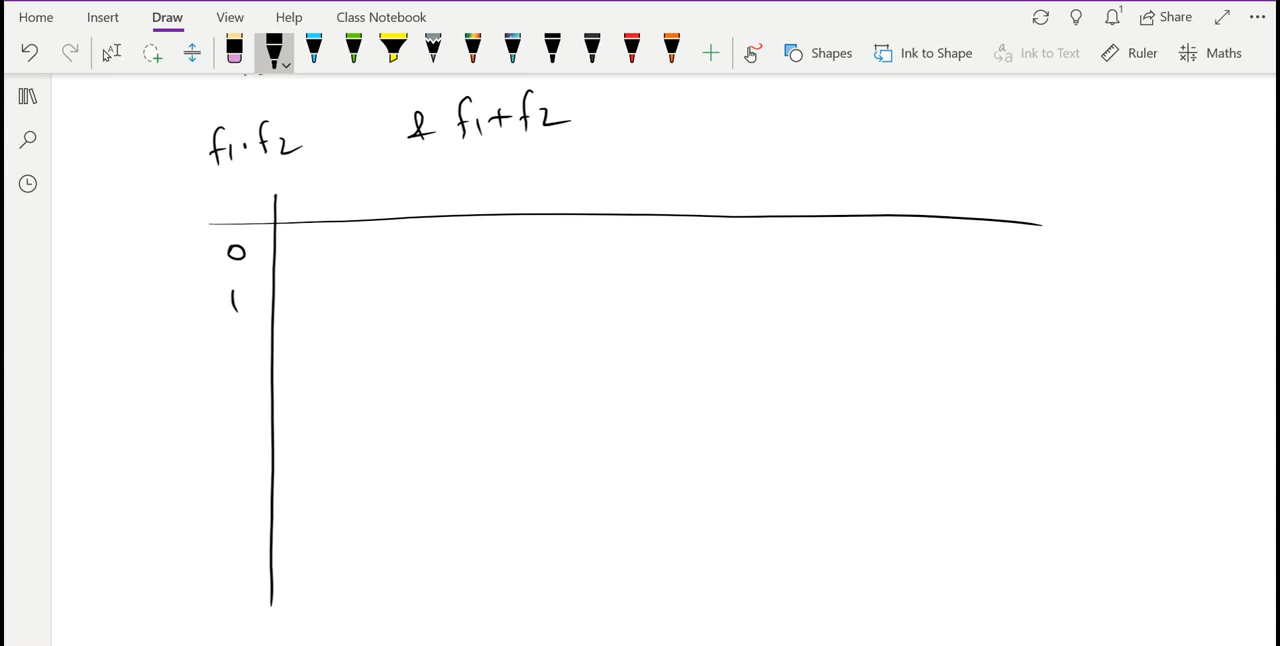 Home Insert Draw View Help Class Notebook 1 Share
Shapes Ink to Shape Ink to Text Ruler Maths
f₁·f₂ & f₁+f₂
0
1